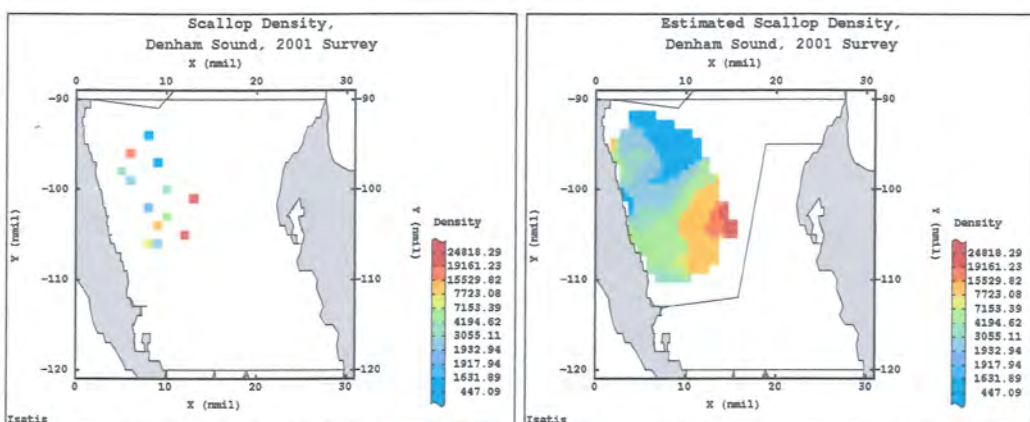 Scallop Density,
Denham Sound, 2001 Survey
X (nmil)
0 10 20 30
-90 -90
-100 -100
-110 -110
-120 -120
Y (nmil)
Y (nmil)
0 10 20 30
X (nmil)
Density
24818.29
19161.23
15529.82
7723.08
7153.39
4194.62
3055.11
1932.94
1917.94
1631.89
447.09
Isatis
Estimated Scallop Density,
Denham Sound, 2001 Survey
X (nmil)
0 10 20 30
-90 -90
-100 -100
-110 -110
-120 -120
Y (nmil)
Y (nmil)
0 10 20 30
X (nmil)
Density
24818.29
19161.23
15529.82
7723.08
7153.39
4194.62
3055.11
1932.94
1917.94
1631.89
447.09
Isatis